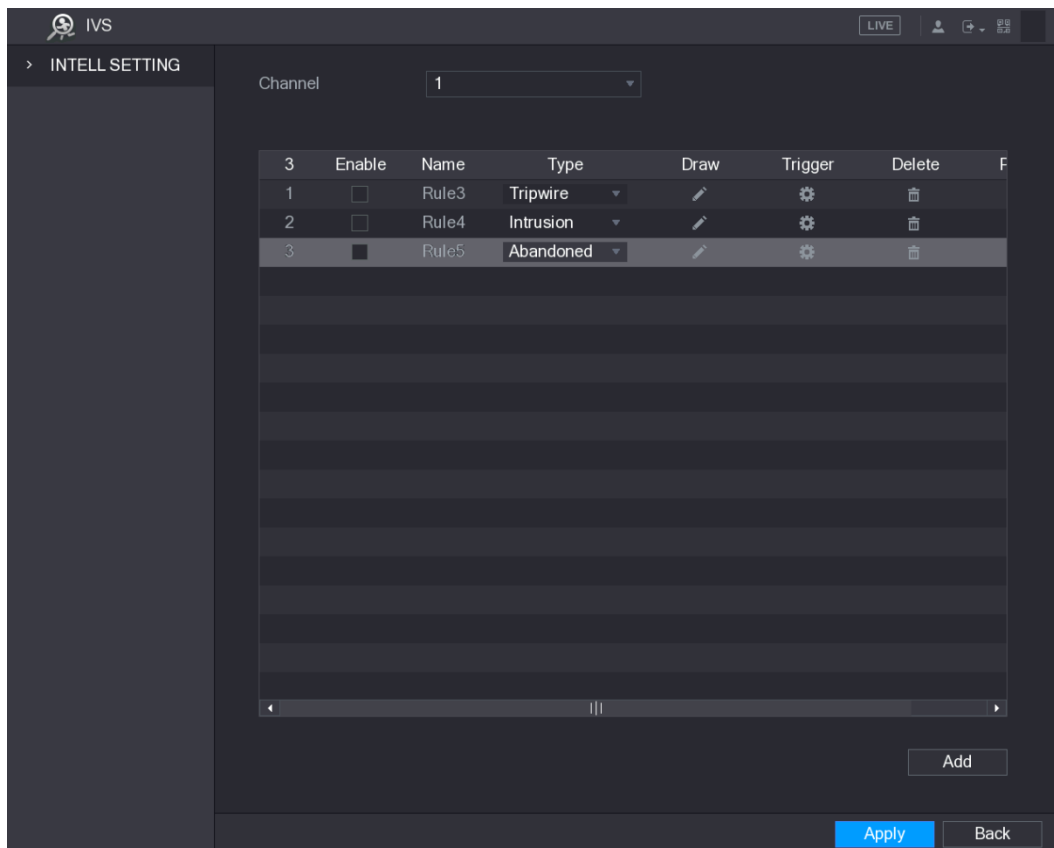 IVS LIVE
INTELL SETTING
Channel 1
3 Enable Name Type Draw Trigger Delete
1 Rule3 Tripwire
2 Rule4 Intrusion
3 Rule5 Abandoned
Add
Apply Back